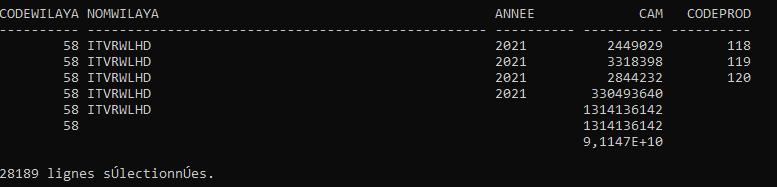 CODEWILAYA NOMWILAYA                                          ANNEE             CAM   CODEPROD
---------- -------------------------------------------------- ---------- ---------- ----------
        58 ITVRWLHD                                           2021          2449029        118
        58 ITVRWLHD                                           2021          3318398        119
        58 ITVRWLHD                                           2021          2844232        120
        58 ITVRWLHD                                           2021        330493640
        58 ITVRWLHD                                                      1314136142
        58                                                               1314136142
                                                                         9,1147E+10
28189 lignes sÚlectionnÚes.